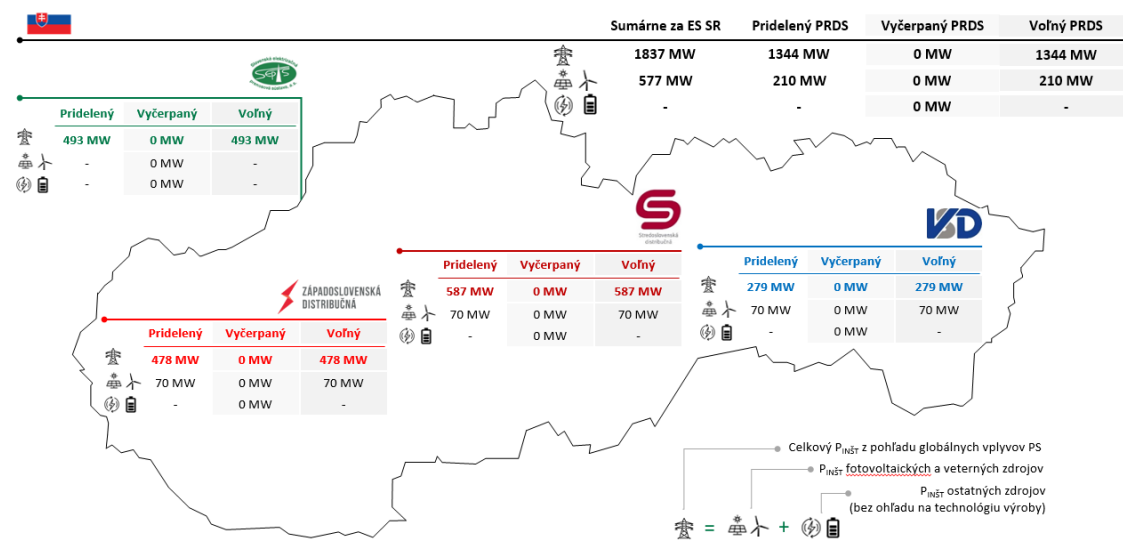 Sumárne za ES SR Pridelený PRDS Vyčerpaný PRDS Voľný PRDS
1837 MW 1344 MW 0 MW 1344 MW
577 MW 210 MW 0 MW 210 MW
- - 0 MW -
SEPS
Pridelený Vyčerpaný Voľný
493 MW 0 MW 493 MW
- 0 MW -
- 0 MW -
Stredoslovenská
distribučná
Pridelený Vyčerpaný Voľný
587 MW 0 MW 587 MW
70 MW 0 MW 70 MW
- 0 MW -
VSD
Pridelený Vyčerpaný Voľný
279 MW 0 MW 279 MW
70 MW 0 MW 70 MW
- 0 MW -
ZÁPADOSLOVENSKÁ
DISTRIBUČNÁ
Pridelený Vyčerpaný Voľný
478 MW 0 MW 478 MW
70 MW 0 MW 70 MW
- 0 MW -
Celkový PINŠT z pohľadu globálnych vplyvov PS
PINŠT fotovoltaických a veterných zdrojov
PINŠT ostatných zdrojov
(bez ohľadu na technológiu výroby)
= +